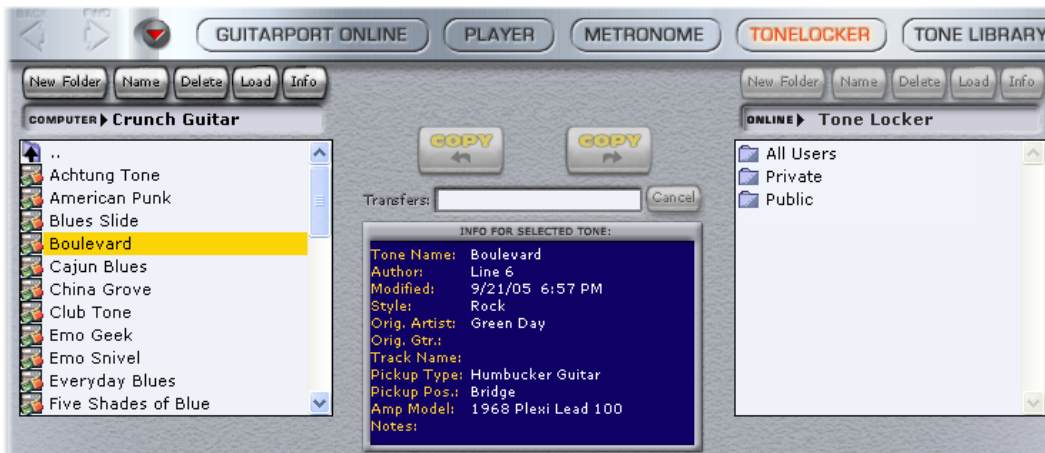 BACK FWD
GUITARPORT ONLINE PLAYER METRONOME TONELOCKER TONE LIBRARY
New Folder Name Delete Load Info
COMPUTER Crunch Guitar
..
Achtung Tone
American Punk
Blues Slide
Boulevard
Cajun Blues
China Grove
Club Tone
Emo Geek
Emo Snivel
Everyday Blues
Five Shades of Blue
COPY COPY
Transfers: Cancel
INFO FOR SELECTED TONE:
Tone Name: Boulevard
Author: Line 6
Modified: 9/21/05 6:57 PM
Style: Rock
Orig. Artist: Green Day
Orig. Gtr.:
Track Name:
Pickup Type: Humbucker Guitar
Pickup Pos.: Bridge
Amp Model: 1968 Plexi Lead 100
Notes:
New Folder Name Delete Load Info
ONLINE Tone Locker
All Users
Private
Public